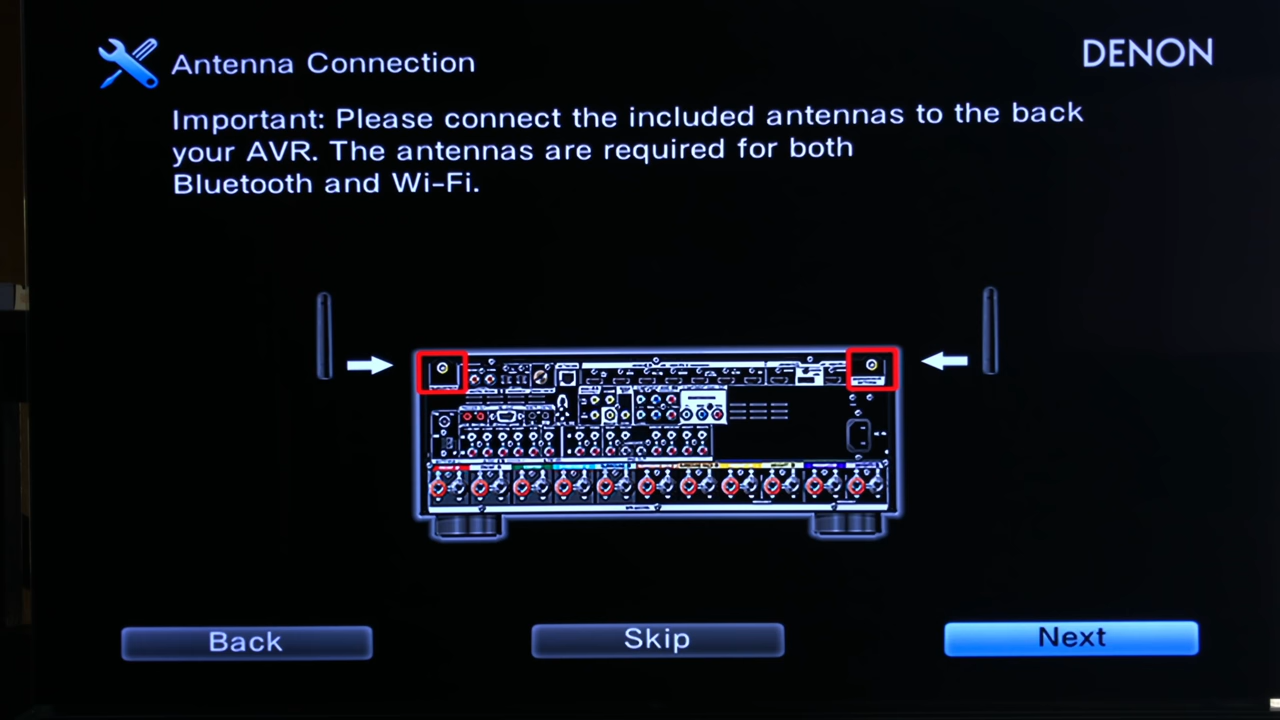 Antenna Connection
DENON
Important: Please connect the included antennas to the back
your AVR. The antennas are required for both
Bluetooth and Wi-Fi.
Back
Skip
Next